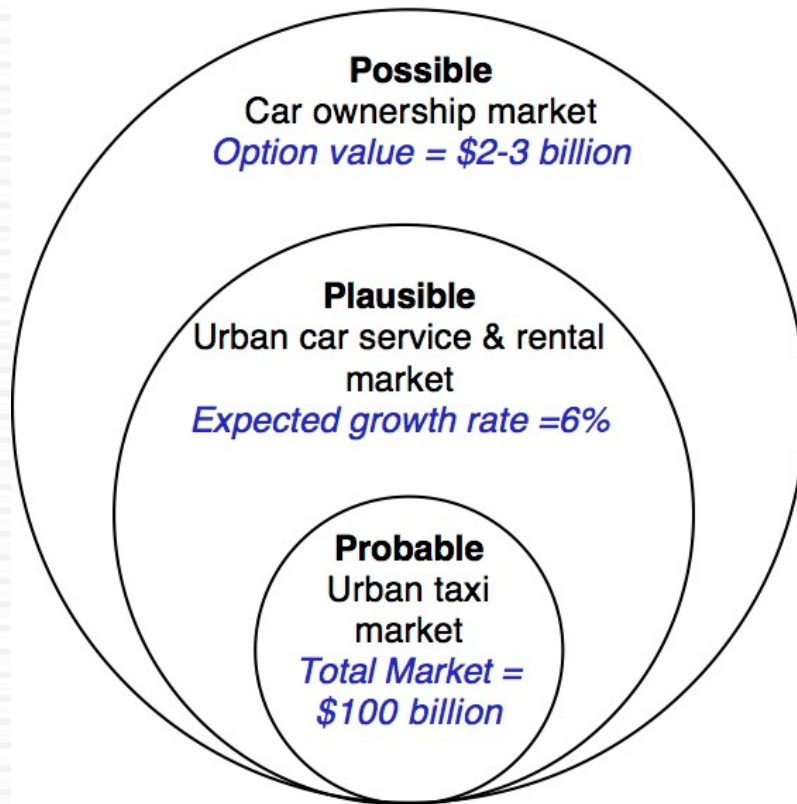 Possible
Car ownership market
Option value = $2-3 billion
Plausible
Urban car service & rental
market
Expected growth rate =6%
Probable
Urban taxi
market
Total Market =
$100 billion